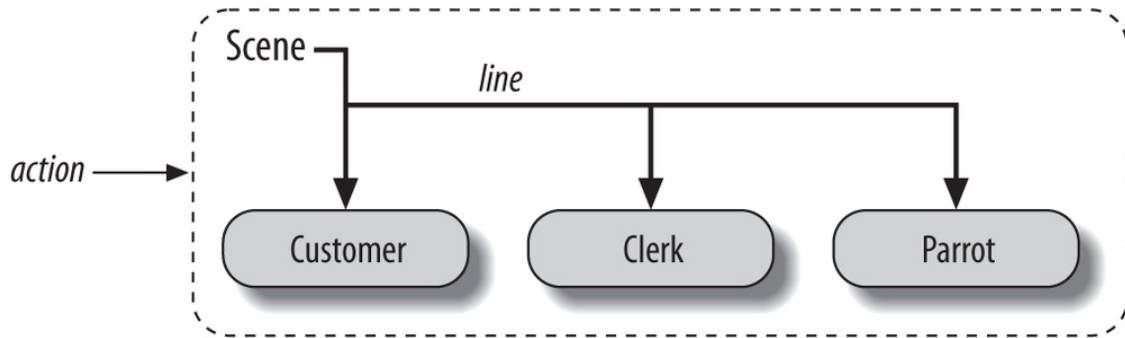 Scene
line
action
Customer
Clerk
Parrot